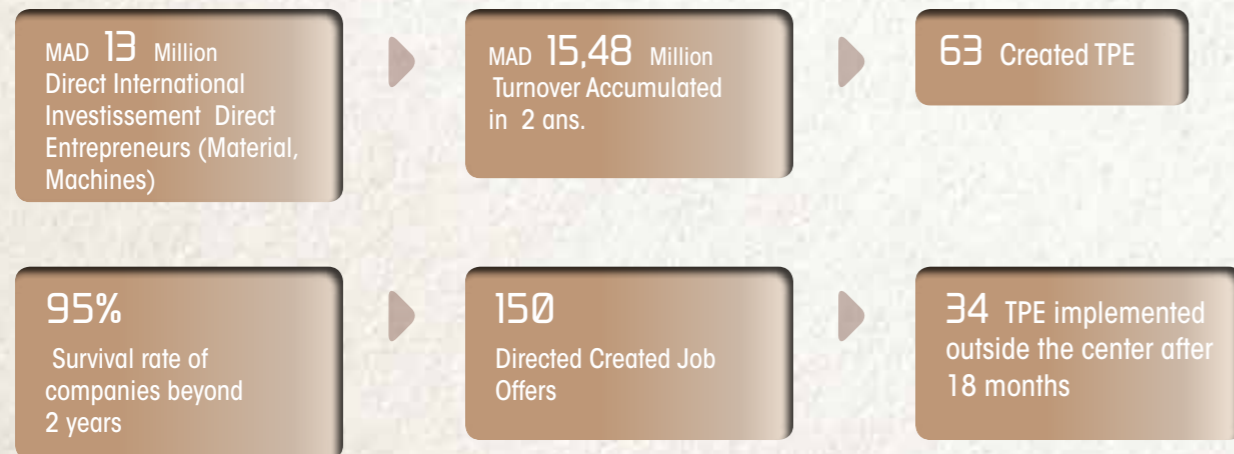 MAD 13 Million
Direct International
Investissement Direct
Entrepreneurs (Material,
Machines)
MAD 15,48 Million
Turnover Accumulated
in 2 ans.
63 Created TPE
95%
Survival rate of
companies beyond
2 years
150
Directed Created Job
Offers
34 TPE implemented
outside the center after
18 months